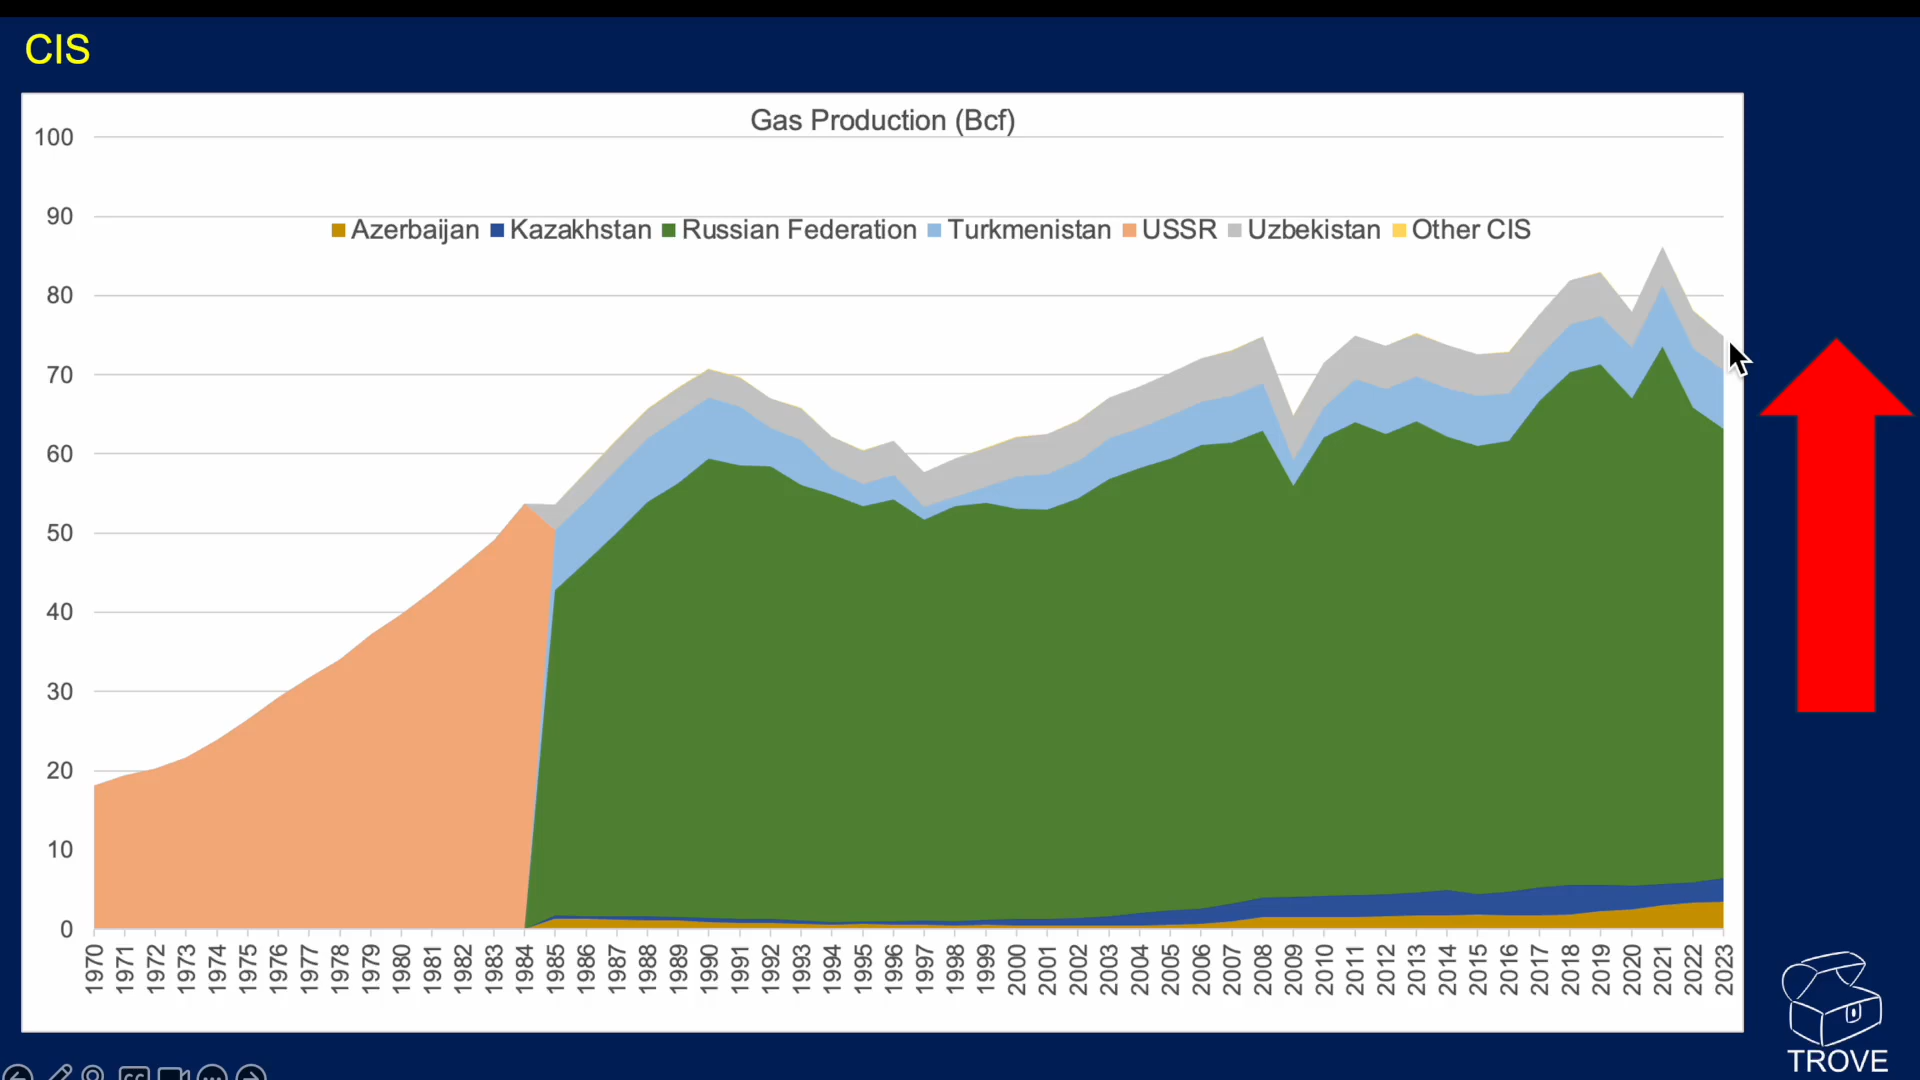 CIS
Gas Production (Bcf)
100
90
Azerbaijan Kazakhstan Russian Federation Turkmenistan USSR Uzbekistan Other CIS
80
70
60
50
40
30
20
10
0
1970 1971 1972 1973 1974 1975 1976 1977 1978 1979 1980 1981 1982 1983 1984 1985 1986 1987 1988 1989 1990 1991 1992 1993 1994 1995 1996 1997 1998 1999 2000 2001 2002 2003 2004 2005 2006 2007 2008 2009 2010 2011 2012 2013 2014 2015 2016 2017 2018 2019 2020 2021 2022 2023
TROVE
CC